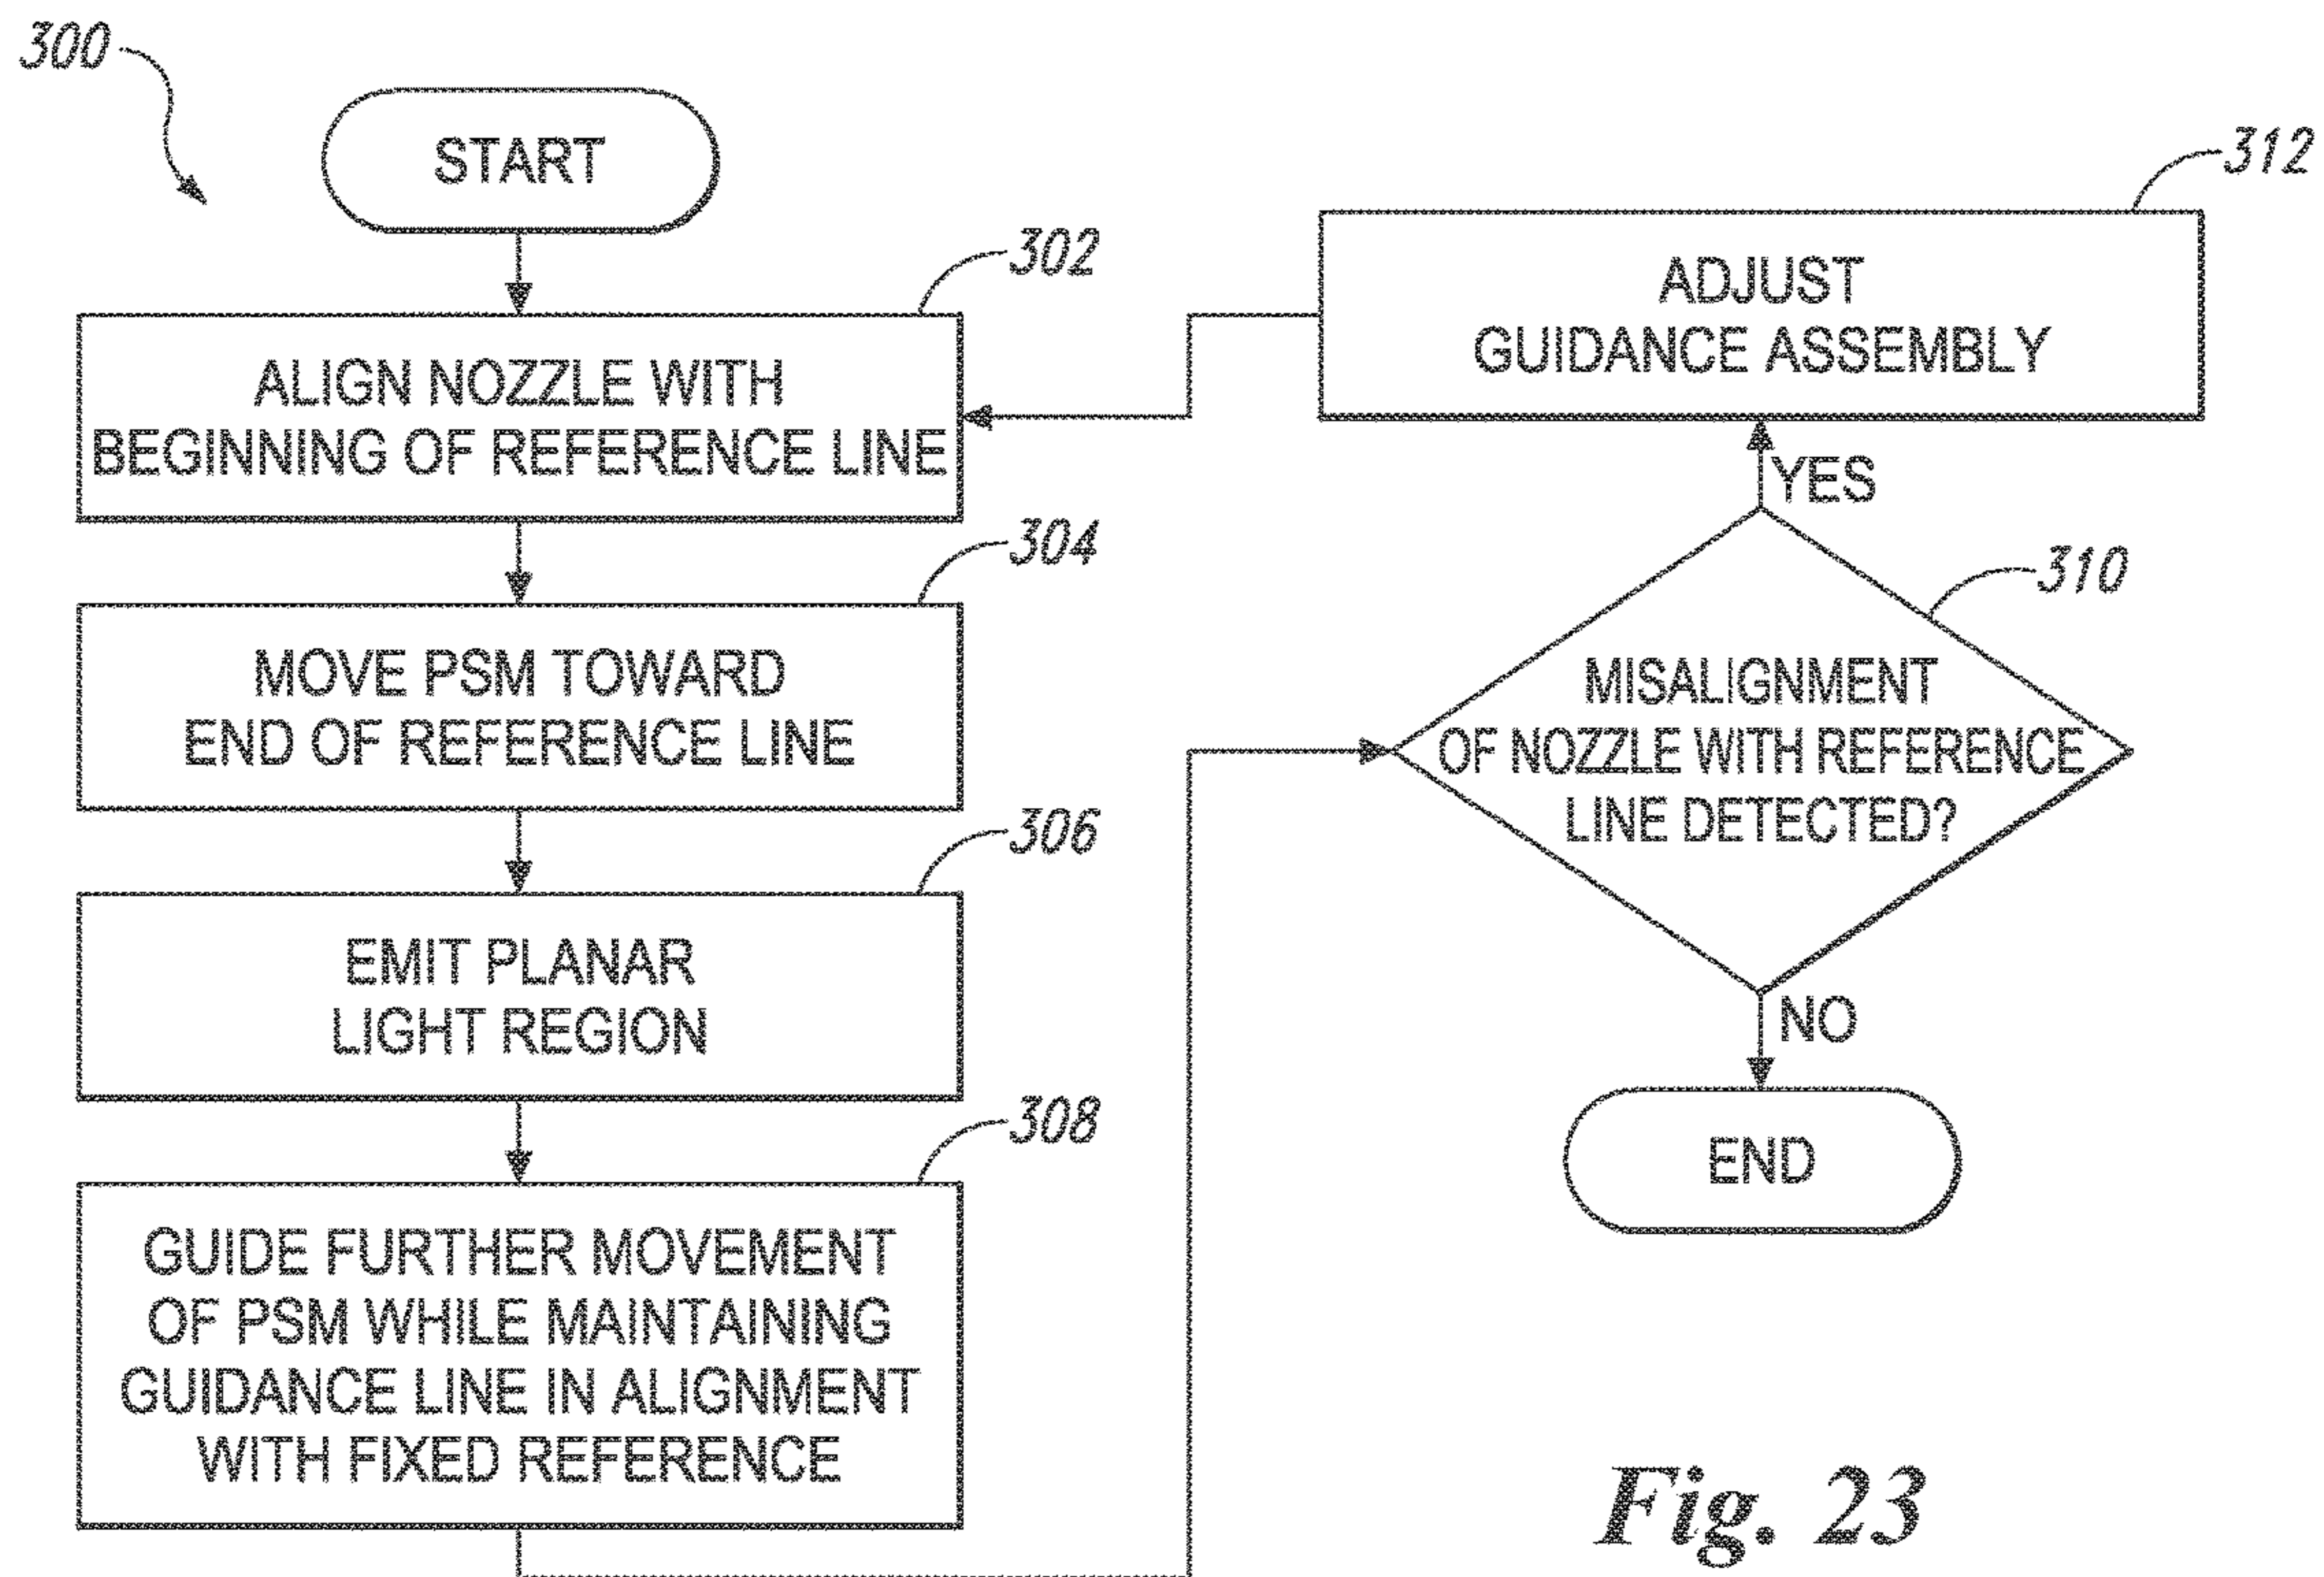 300
START
302
ALIGN NOZZLE WITH
BEGINNING OF REFERENCE LINE
304
MOVE PSM TOWARD
END OF REFERENCE LINE
306
EMIT PLANAR
LIGHT REGION
308
GUIDE FURTHER MOVEMENT
OF PSM WHILE MAINTAINING
GUIDANCE LINE IN ALIGNMENT
WITH FIXED REFERENCE
312
ADJUST
GUIDANCE ASSEMBLY
YES
310
MISALIGNMENT
OF NOZZLE WITH REFERENCE
LINE DETECTED?
NO
END
Fig. 23